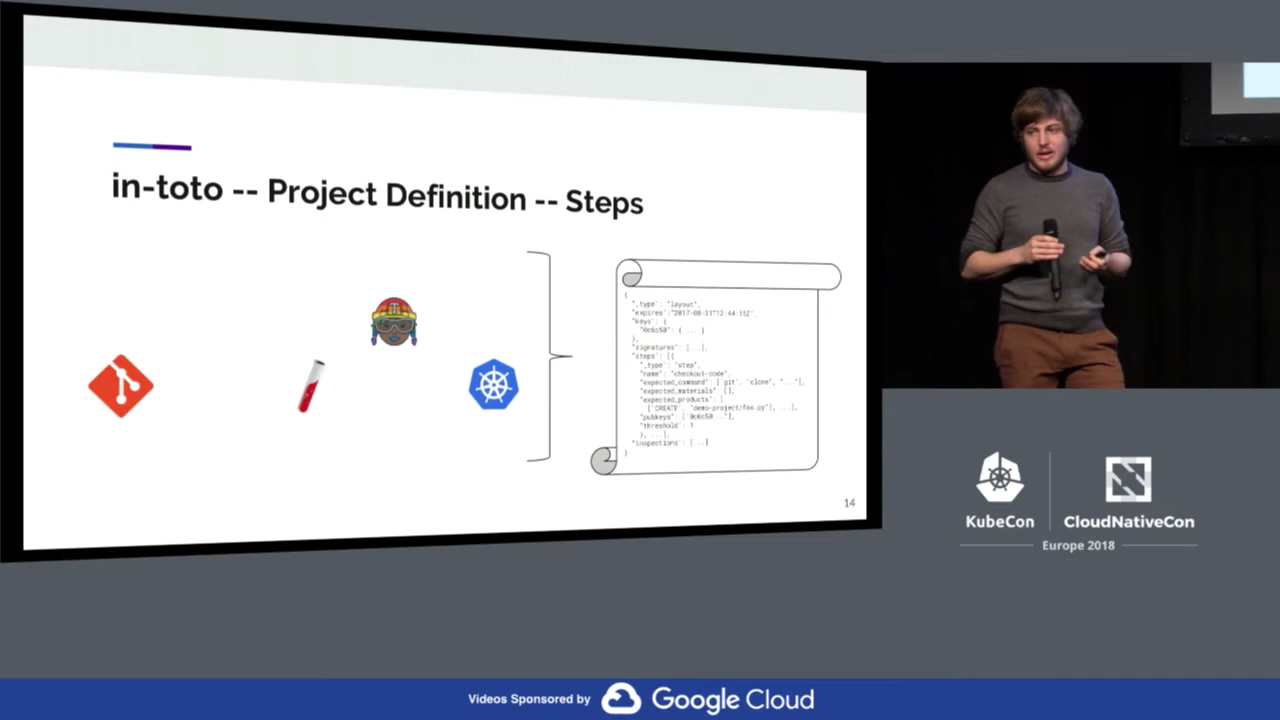 in-toto -- Project Definition -- Steps
{
"_type": "layout",
"expires":"2017-08-31T12:44:15Z",
"keys": {
"0c6c50": { ... }
},
"signatures": [...],
"steps": [{
"_type": "step",
"name": "checkout-code",
"expected_command": ['git', 'clone', "..."],
"expected_materials": [],
"expected_products": [
['CREATE', "demo-project/foo.py"], ...],
"pubkeys": ["0c6c50..."],
"threshold": 1
}, ...],
"inspections": [...]
}
14
KubeCon
CloudNativeCon
Europe 2018
Videos Sponsored by Google Cloud